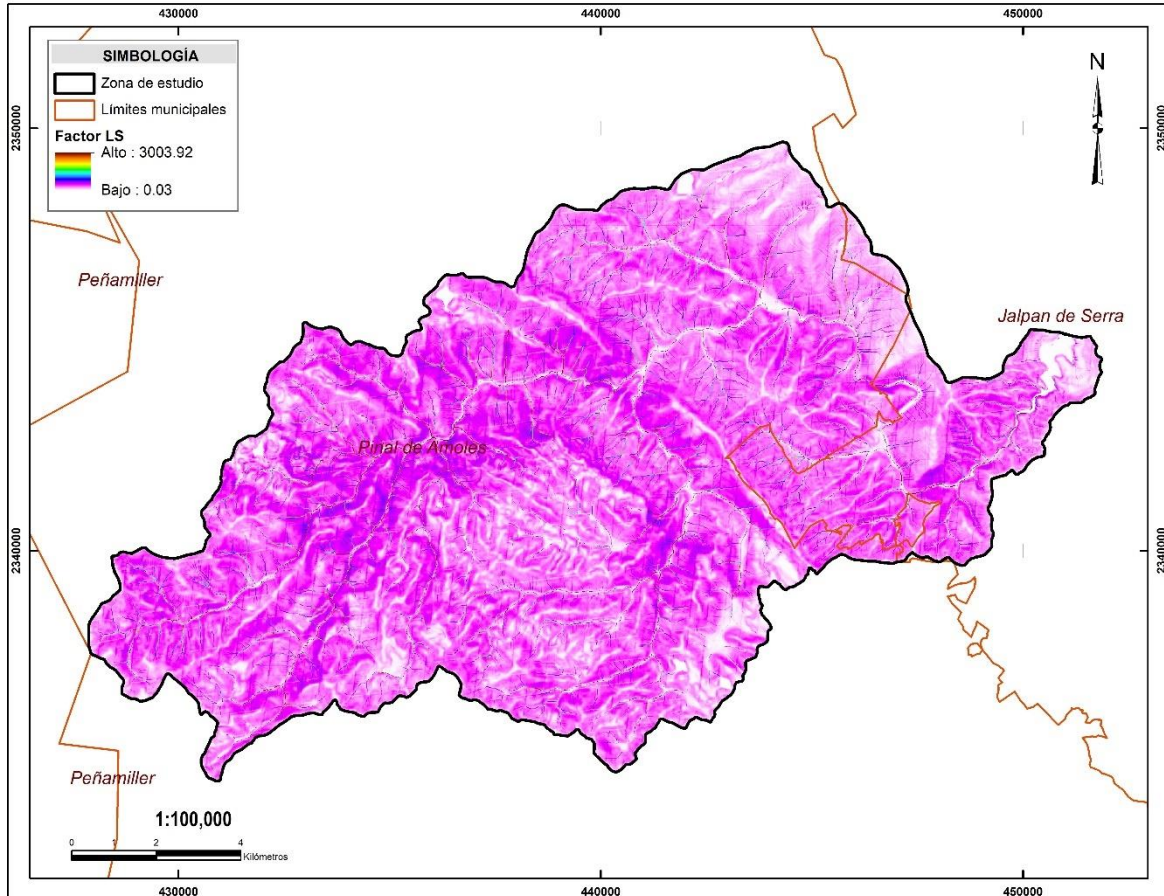 430000
440000
450000
SIMBOLOGÍA
Zona de estudio
Límites municipales
Factor LS
Alto : 3003.92
Bajo : 0.03
N
2350000
2350000
Peñamiller
Jalpan de Serra
Pinal de Amoles
2340000
2340000
Peñamiller
1:100,000
0 1 2 4
Kilómetros
430000
440000
450000